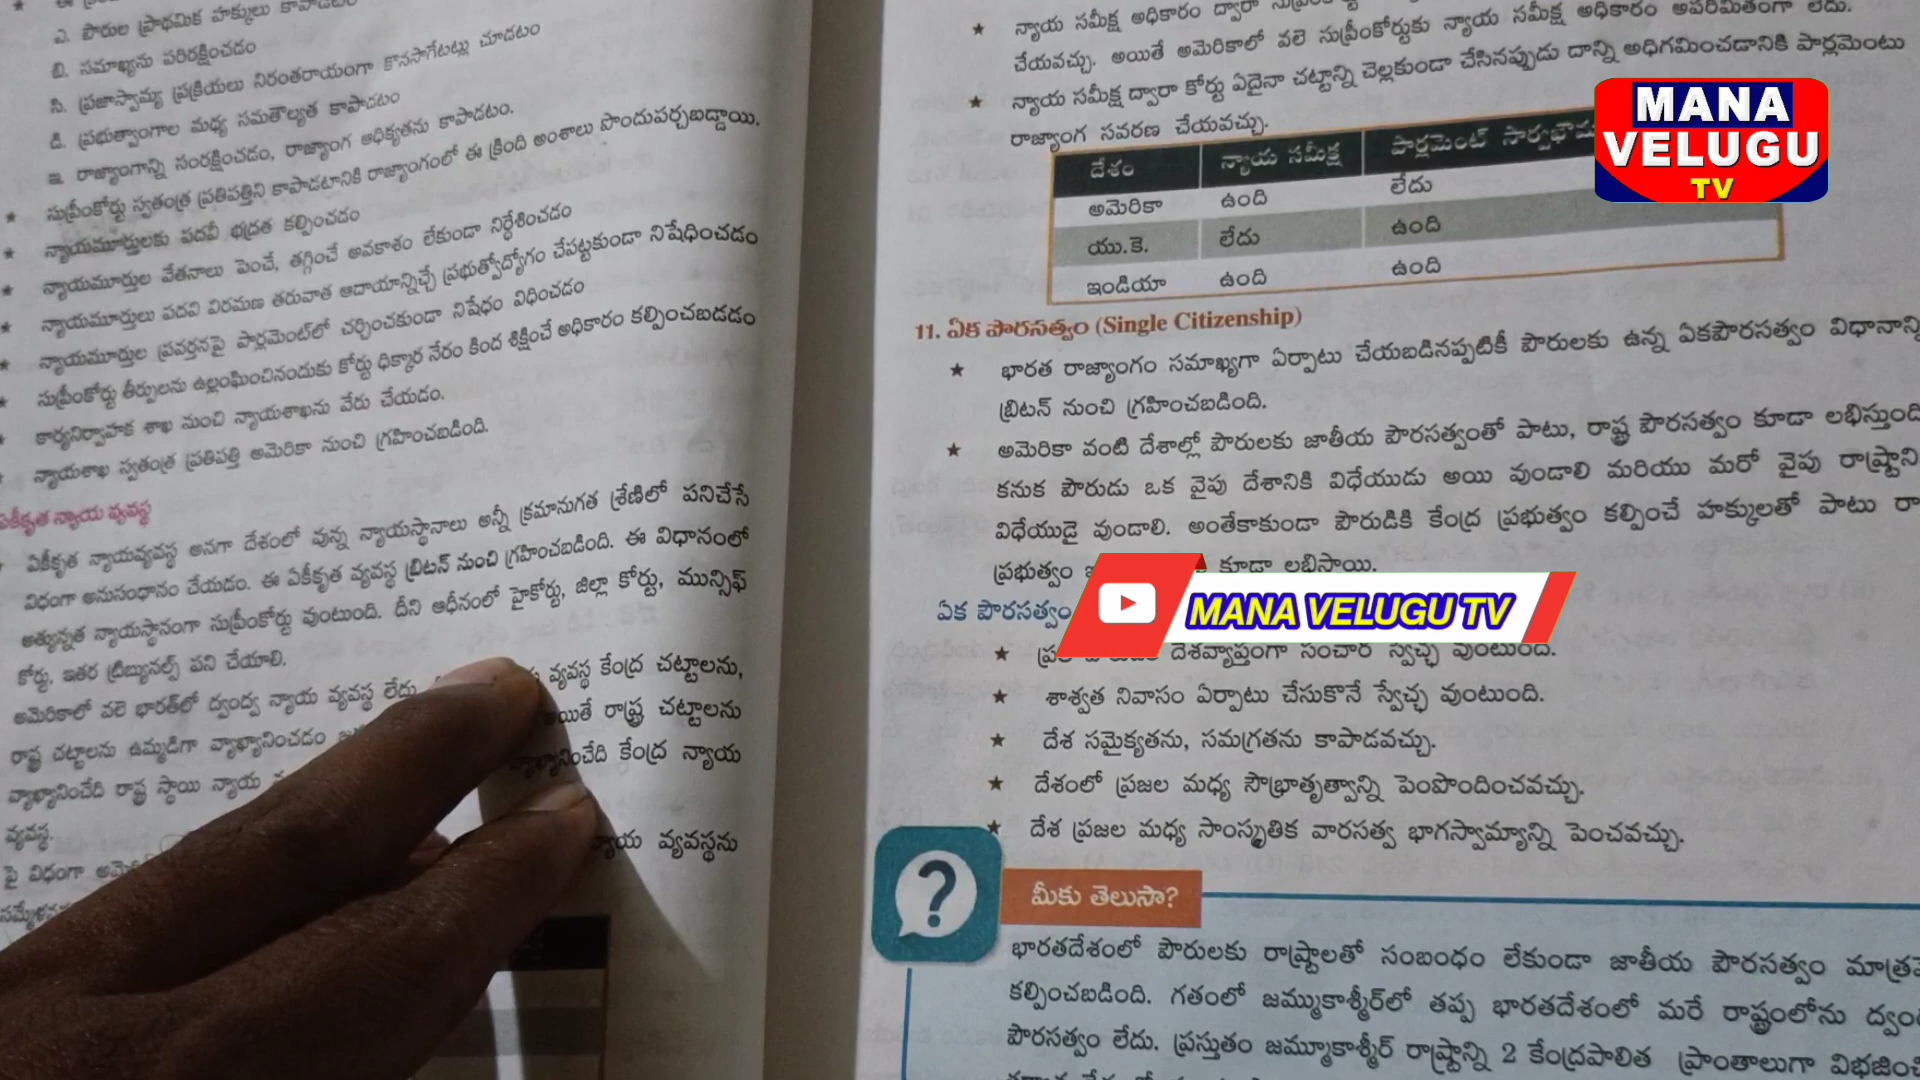 ఎ. పౌరుల ప్రాథమిక హక్కులు కాపాడటం
బి. సమాఖ్యను పరిరక్షించడం
సి. ప్రజాస్వామ్య ప్రక్రియలు నిరంతరాయంగా కొనసాగేటట్లు చూడటం
డి. ప్రభుత్వాంగాల మధ్య సమతౌల్యత కాపాడటం
ఇ. రాజ్యాంగాన్ని సంరక్షించడం, రాజ్యాంగ ఆధిక్యతను కాపాడటం.
★ సుప్రీంకోర్టు స్వతంత్ర ప్రతిపత్తిని కాపాడటానికి రాజ్యాంగంలో ఈ క్రింది అంశాలు పొందుపర్చబడ్డాయి.
★ న్యాయమూర్తులకు పదవీ భద్రత కల్పించడం
★ న్యాయమూర్తుల వేతనాలు పెంచే, తగ్గించే అవకాశం లేకుండా నిర్ధేశించడం
★ న్యాయమూర్తులు పదవి విరమణ తరువాత ఆదాయాన్నిచ్చే ప్రభుత్వోద్యోగం చేపట్టకుండా నిషేధించడం
★ న్యాయమూర్తుల ప్రవర్తనపై పార్లమెంట్‌లో చర్చించకుండా నిషేధం విధించడం
★ సుప్రీంకోర్టు తీర్పులను ఉల్లంఘించినందుకు కోర్టు ధిక్కార నేరం కింద శిక్షించే అధికారం కల్పించబడడం
★ కార్యనిర్వాహక శాఖ నుంచి న్యాయశాఖను వేరు చేయడం.
★ న్యాయశాఖ స్వతంత్ర ప్రతిపత్తి అమెరికా నుంచి గ్రహించబడింది.
ఏకీకృత న్యాయ వ్యవస్థ
ఏకీకృత న్యాయవ్యవస్థ అనగా దేశంలో వున్న న్యాయస్థానాలు అన్నీ క్రమానుగత శ్రేణిలో పనిచేసే
విధంగా అనుసంధానం చేయడం. ఈ ఏకీకృత వ్యవస్థ బ్రిటన్ నుంచి గ్రహించబడింది. ఈ విధానంలో
అత్యున్నత న్యాయస్థానంగా సుప్రీంకోర్టు వుంటుంది. దీని ఆధీనంలో హైకోర్టు, జిల్లా కోర్టు, మున్సిఫ్
కోర్టు, ఇతర ట్రిబ్యునల్స్ పని చేయాలి.
అమెరికాలో వలె భారత్‌లో ద్వంద్వ న్యాయ వ్యవస్థ లేదు. వ్యవస్థ కేంద్ర చట్టాలను,
రాష్ట్ర చట్టాలను ఉమ్మడిగా వ్యాఖ్యానించడం రాష్ట్ర చట్టాలను
వ్యాఖ్యానించేది రాష్ట్ర స్థాయి న్యాయ వ్యాఖ్యానించేది కేంద్ర న్యాయ
వ్యవస్థ.
పై విధంగా వ్యవస్థను
★ న్యాయ సమీక్ష అధికారం ద్వారా
చేయవచ్చు. అయితే అమెరికాలో వలె సుప్రీంకోర్టుకు న్యాయ సమీక్ష అధికారం అపరిమితంగా లేదు.
★ న్యాయ సమీక్ష ద్వారా కోర్టు ఏదైనా చట్టాన్ని చెల్లకుండా చేసినప్పుడు దాన్ని అధిగమించడానికి పార్లమెంటు
రాజ్యాంగ సవరణ చేయవచ్చు.
దేశం న్యాయ సమీక్ష పార్లమెంట్
అమెరికా ఉంది లేదు
యు.కె. లేదు ఉంది
ఇండియా ఉంది ఉంది
11. ఏక పౌరసత్వం (Single Citizenship)
★ భారత రాజ్యాంగం సమాఖ్యగా ఏర్పాటు చేయబడినప్పటికీ పౌరులకు ఉన్న ఏకపౌరసత్వం విధానాన్ని
బ్రిటన్ నుంచి గ్రహించబడింది.
★ అమెరికా వంటి దేశాల్లో పౌరులకు జాతీయ పౌరసత్వంతో పాటు, రాష్ట్ర పౌరసత్వం కూడా లభిస్తుంది
కనుక పౌరుడు ఒక వైపు దేశానికి విధేయుడు అయి వుండాలి మరియు మరో వైపు
విధేయుడై వుండాలి. అంతేకాకుండా పౌరుడికి కేంద్ర ప్రభుత్వం కల్పించే హక్కులతో పాటు
ప్రభుత్వం కూడా లభిస్తాయి.
ఏక పౌరసత్వం
★ దేశవ్యాప్తంగా సంచార స్వేచ్ఛ వుంటుంది.
★ శాశ్వత నివాసం ఏర్పాటు చేసుకొనే స్వేచ్ఛ వుంటుంది.
★ దేశ సమైక్యతను, సమగ్రతను కాపాడవచ్చు.
★ దేశంలో ప్రజల మధ్య సౌభ్రాతృత్వాన్ని పెంపొందించవచ్చు.
★ దేశ ప్రజల మధ్య సాంస్కృతిక వారసత్వ భాగస్వామ్యాన్ని పెంచవచ్చు.
?
మీకు తెలుసా?
భారతదేశంలో పౌరులకు రాష్ట్రాలతో సంబంధం లేకుండా జాతీయ పౌరసత్వం
కల్పించబడింది. గతంలో జమ్ముకాశ్మీర్‌లో తప్ప భారతదేశంలో మరే రాష్ట్రంలోను
పౌరసత్వం లేదు. ప్రస్తుతం జమ్మూకాశ్మీర్ రాష్ట్రాన్ని 2 కేంద్రపాలిత ప్రాంతాలుగా
MANA
VELUGU
TV
MANA VELUGU TV